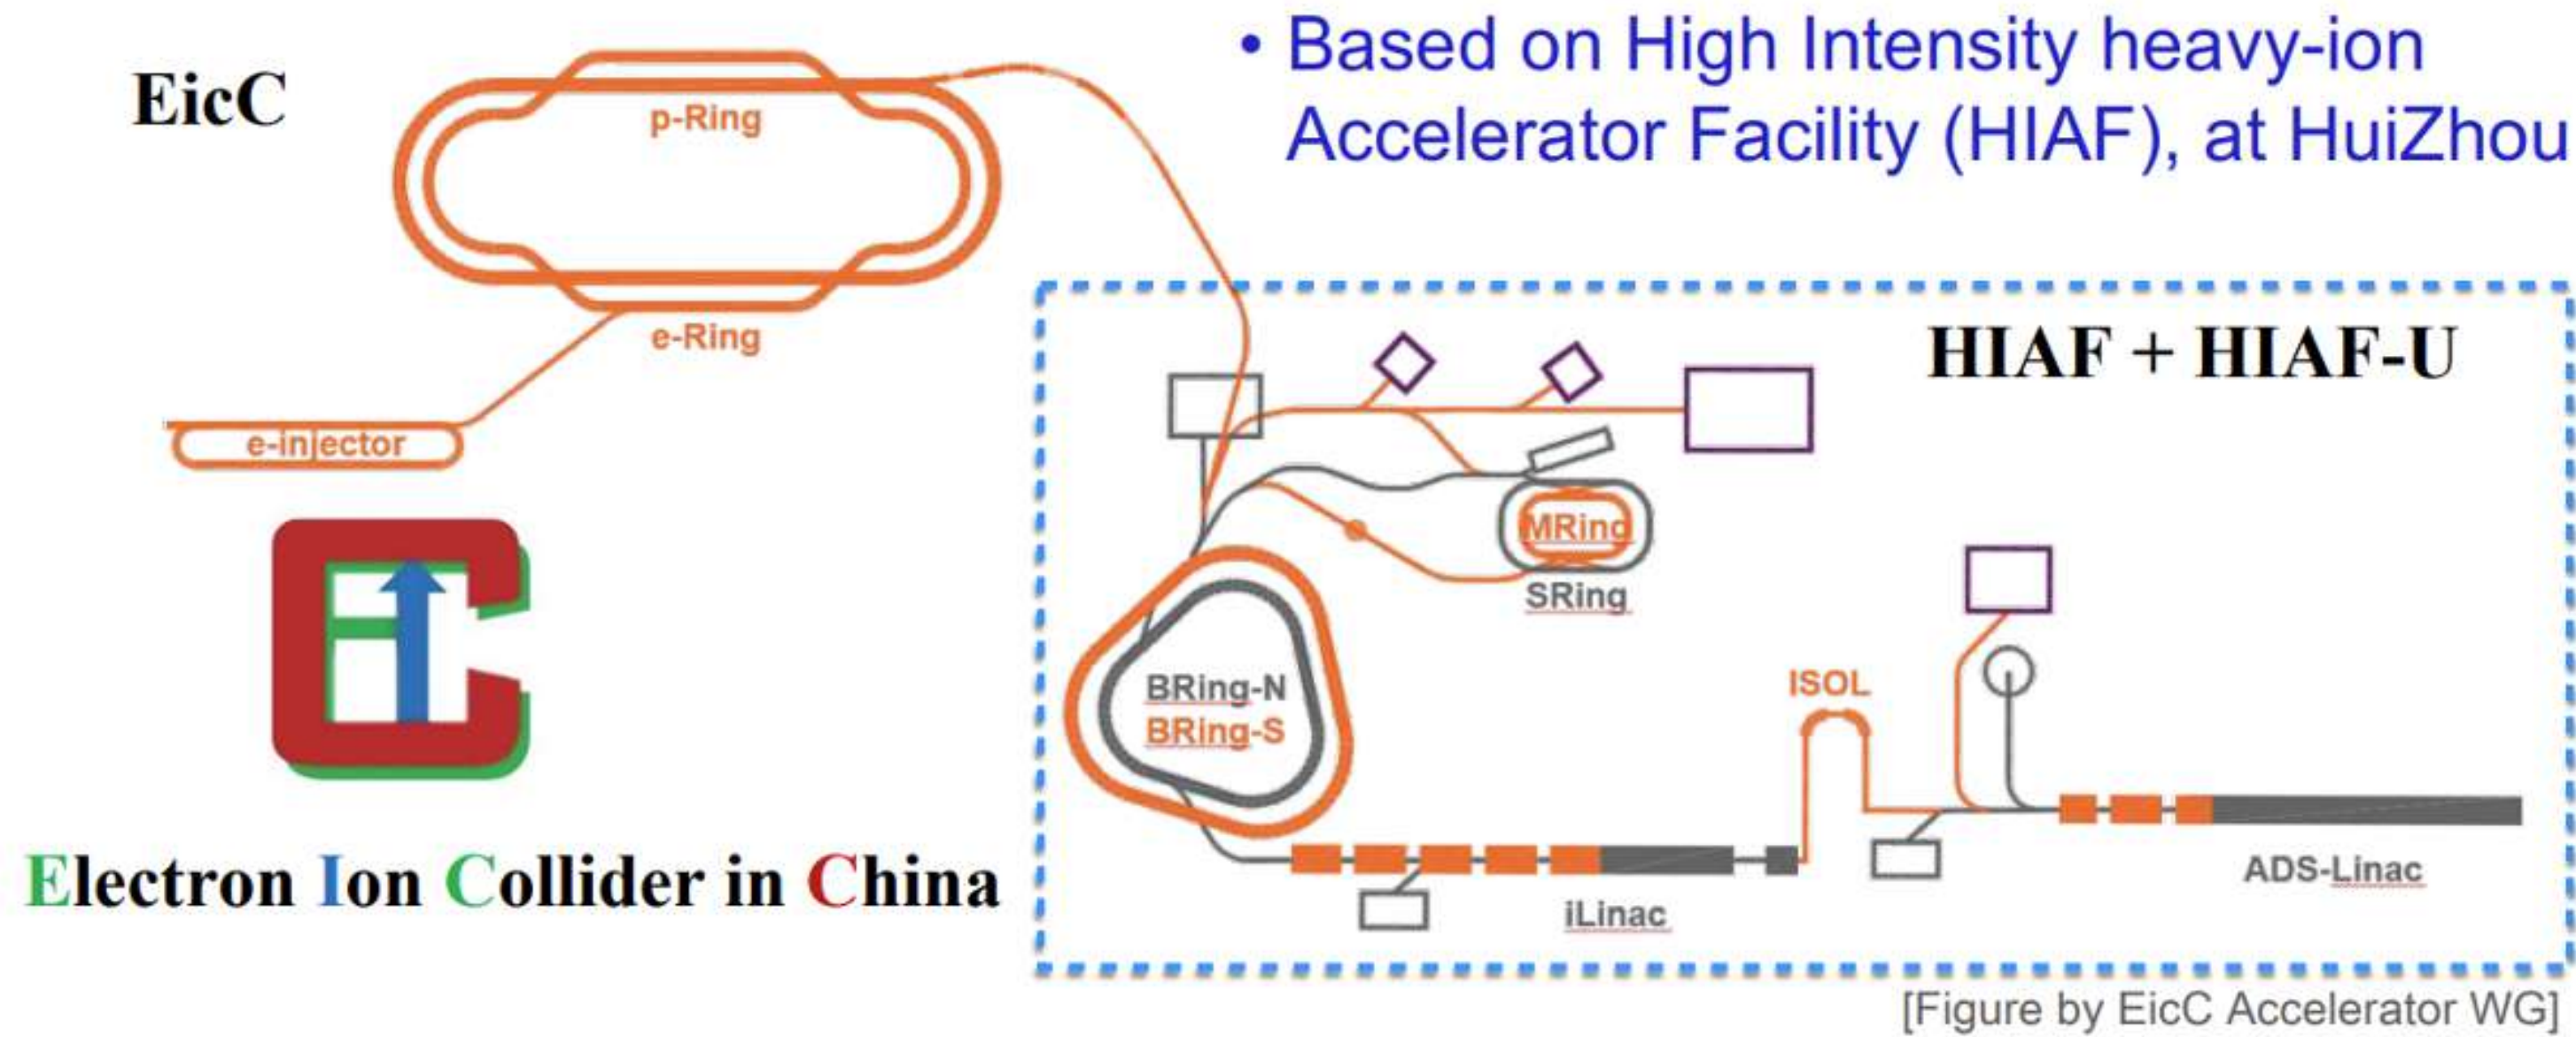 EicC
• Based on High Intensity heavy-ion
Accelerator Facility (HIAF), at HuiZhou
p-Ring
e-Ring
e-injector
Electron Ion Collider in China
HIAF + HIAF-U
MRing
SRing
BRing-N
BRing-S
ISOL
iLinac
ADS-Linac
[Figure by EicC Accelerator WG]